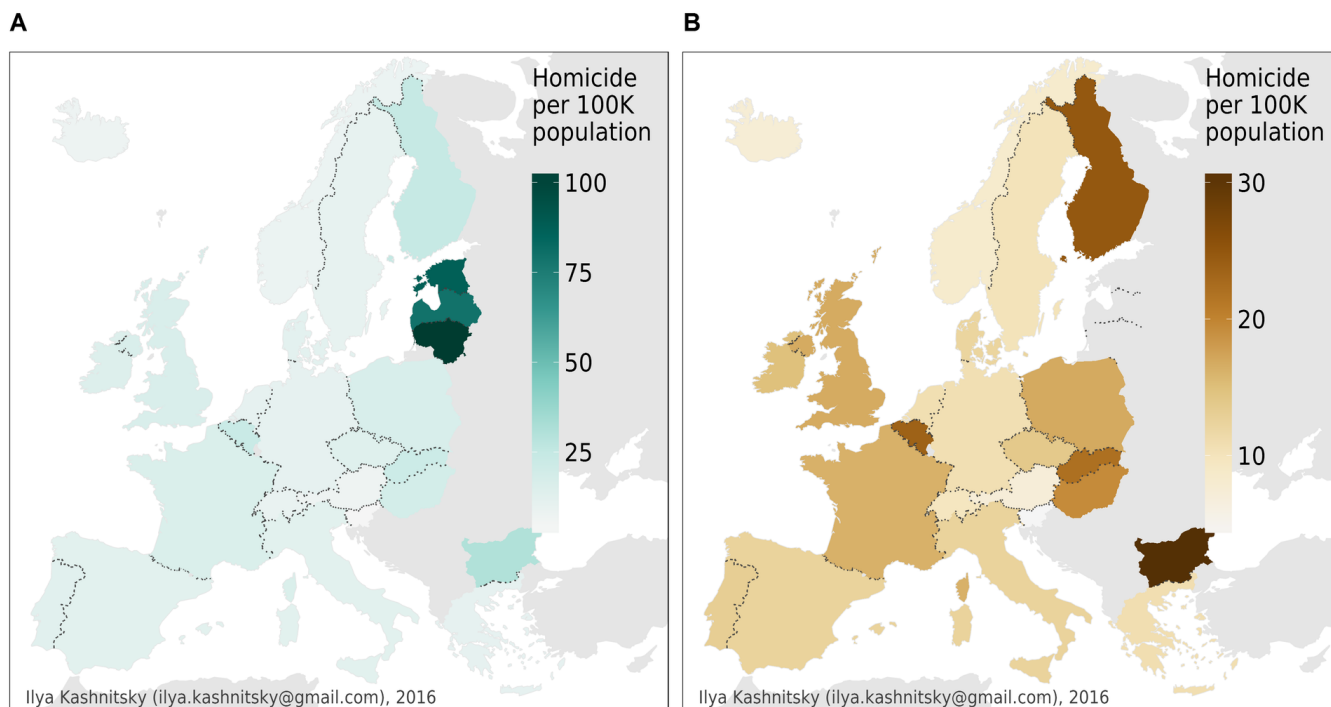 A
Homicide
per 100K
population
100
75
50
25
Ilya Kashnitsky (ilya.kashnitsky@gmail.com), 2016
B
Homicide
per 100K
population
30
20
10
Ilya Kashnitsky (ilya.kashnitsky@gmail.com), 2016